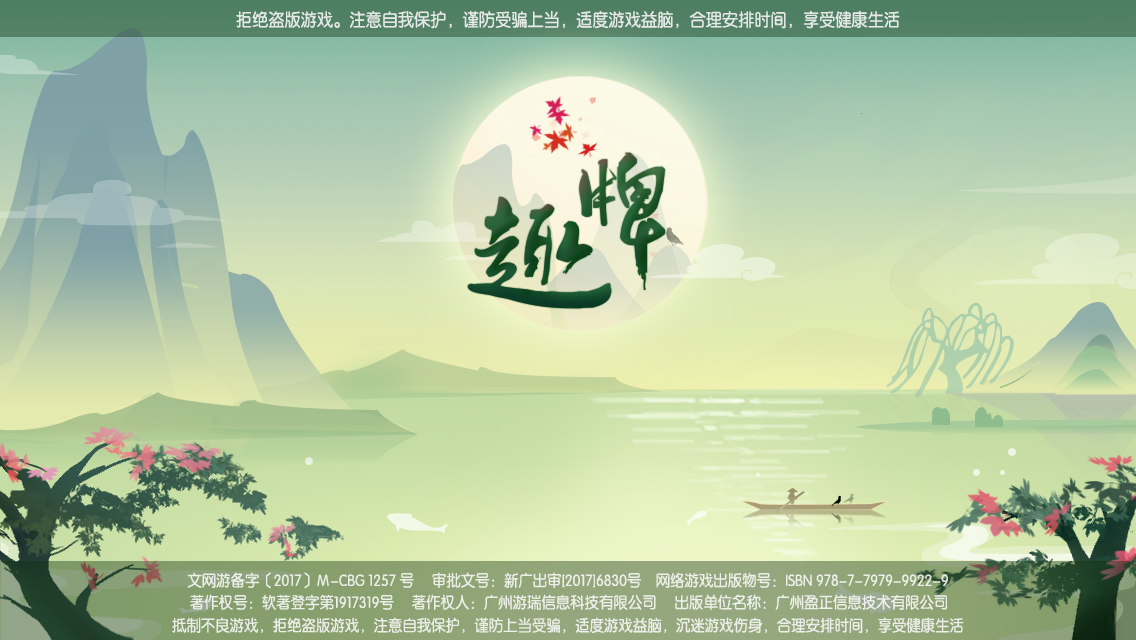 拒绝盗版游戏。注意自我保护，谨防受骗上当，适度游戏益脑，合理安排时间，享受健康生活
趣牌
文网游备字〔2017〕M-CBG 1257 号 审批文号：新广出审[2017]6830号 网络游戏出版物号：ISBN 978-7-7979-9922-9
著作权号：软著登字第1917319号 著作权人：广州游瑞信息科技有限公司 出版单位名称：广州盈正信息技术有限公司
抵制不良游戏，拒绝盗版游戏，注意自我保护，谨防上当受骗，适度游戏益脑，沉迷游戏伤身，合理安排时间，享受健康生活